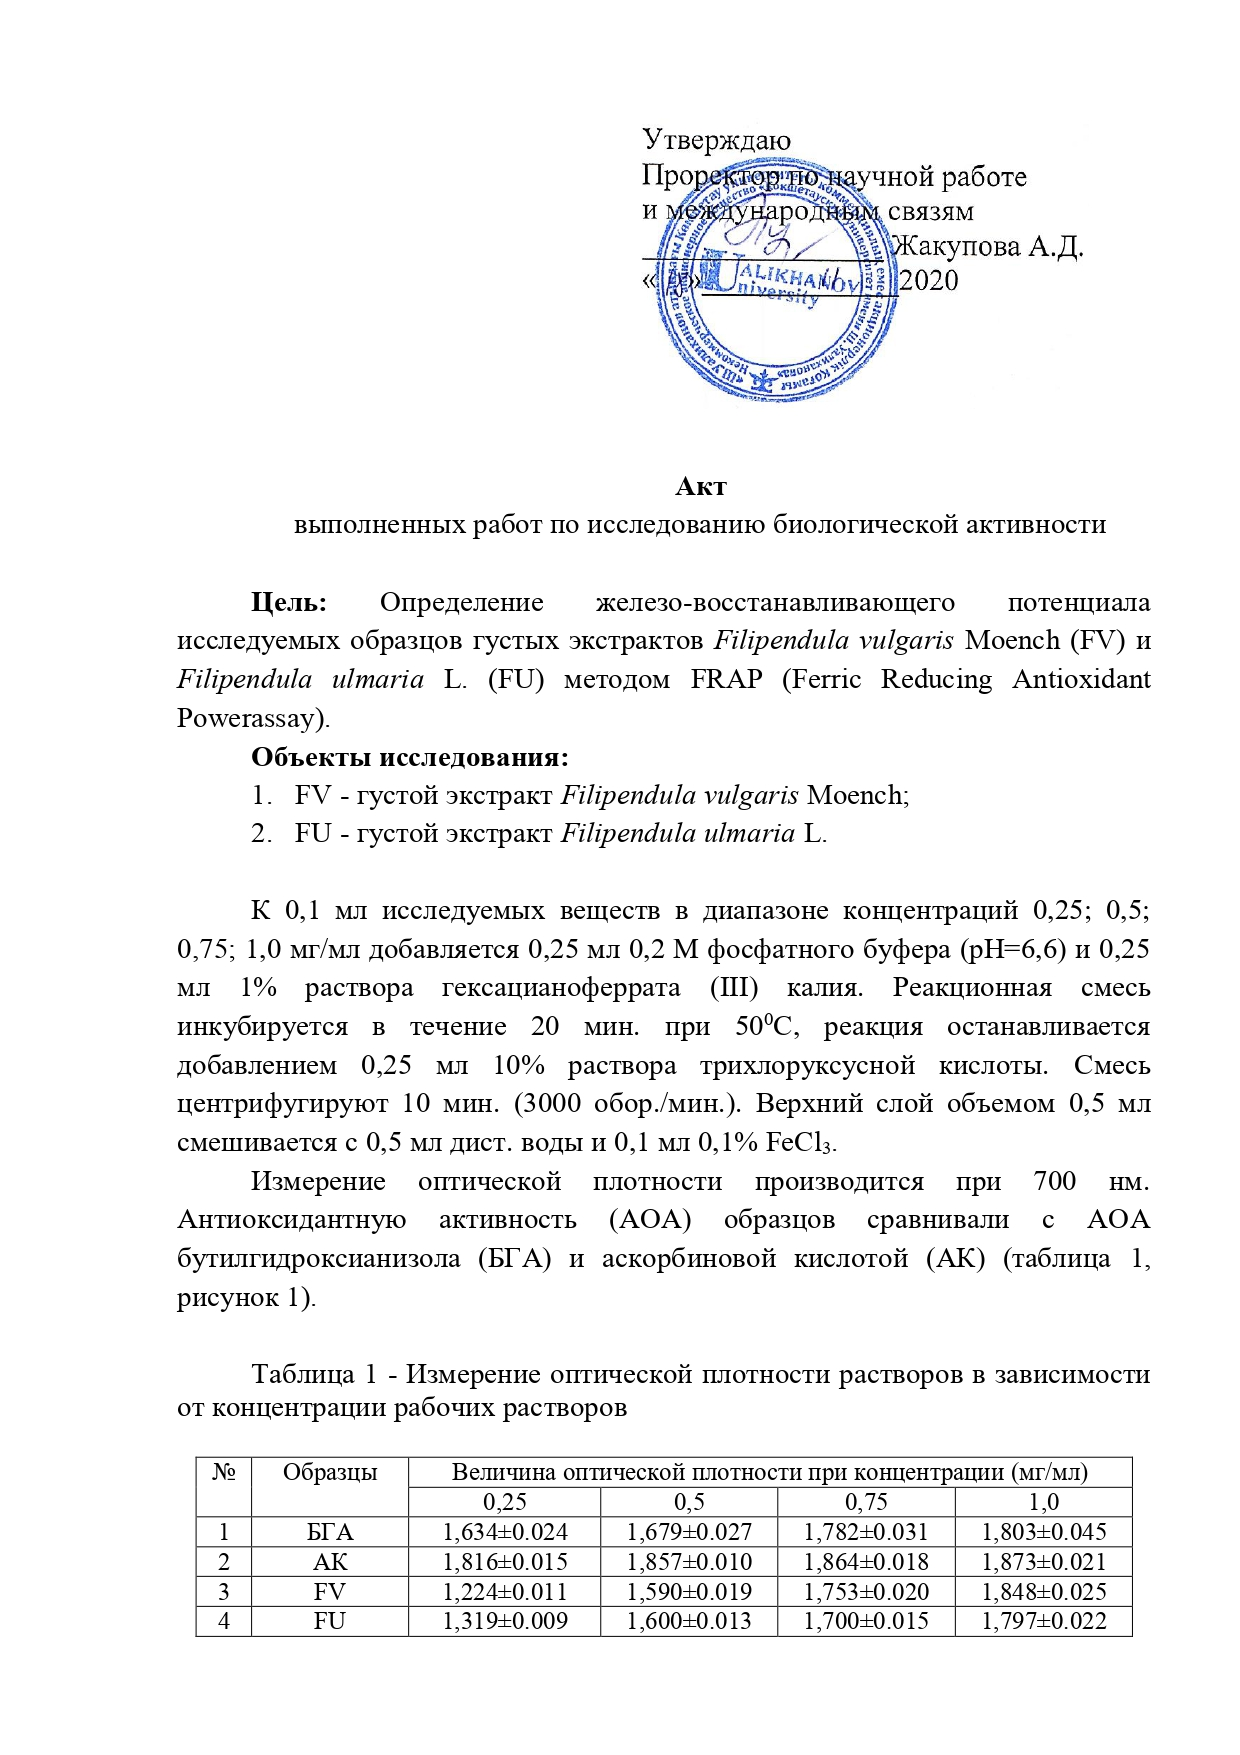 Утверждаю
Проректор по научной работе
и международным связям
Жакупова А.Д.
« » 11 2020
UALIKHANOV
University
Акт
выполненных работ по исследованию биологической активности
Цель: Определение железо-восстанавливающего потенциала
исследуемых образцов густых экстрактов Filipendula vulgaris Moench (FV) и
Filipendula ulmaria L. (FU) методом FRAP (Ferric Reducing Antioxidant
Powerassay).
Объекты исследования:
1. FV - густой экстракт Filipendula vulgaris Moench;
2. FU - густой экстракт Filipendula ulmaria L.
К 0,1 мл исследуемых веществ в диапазоне концентраций 0,25; 0,5;
0,75; 1,0 мг/мл добавляется 0,25 мл 0,2 М фосфатного буфера (рН=6,6) и 0,25
мл 1% раствора гексацианоферрата (III) калия. Реакционная смесь
инкубируется в течение 20 мин. при 50⁰С, реакция останавливается
добавлением 0,25 мл 10% раствора трихлоруксусной кислоты. Смесь
центрифугируют 10 мин. (3000 обор./мин.). Верхний слой объемом 0,5 мл
смешивается с 0,5 мл дист. воды и 0,1 мл 0,1% FeCl₃.
Измерение оптической плотности производится при 700 нм.
Антиоксидантную активность (АОА) образцов сравнивали с АОА
бутилгидроксианизола (БГА) и аскорбиновой кислотой (АК) (таблица 1,
рисунок 1).
Таблица 1 - Измерение оптической плотности растворов в зависимости
от концентрации рабочих растворов
№ Образцы Величина оптической плотности при концентрации (мг/мл)
0,25 0,5 0,75 1,0
1 БГА 1,634±0.024 1,679±0.027 1,782±0.031 1,803±0.045
2 АК 1,816±0.015 1,857±0.010 1,864±0.018 1,873±0.021
3 FV 1,224±0.011 1,590±0.019 1,753±0.020 1,848±0.025
4 FU 1,319±0.009 1,600±0.013 1,700±0.015 1,797±0.022